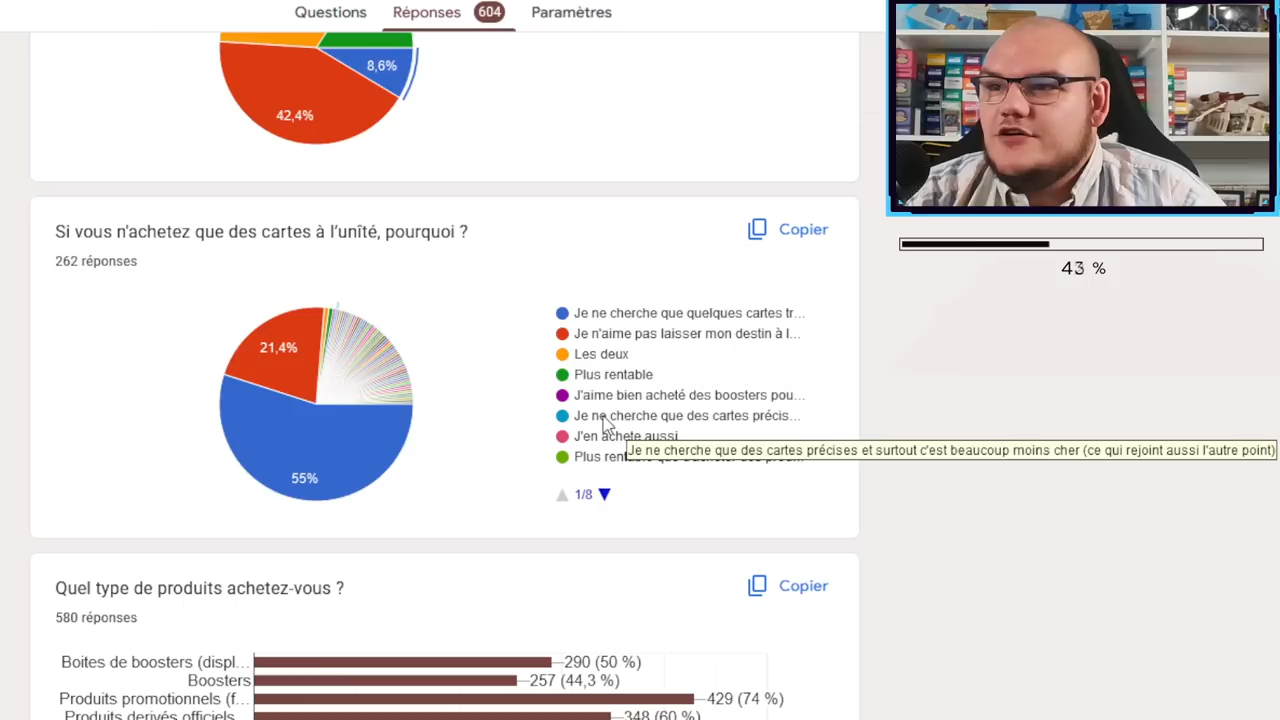 Questions
Réponses
604
Paramètres
8,6%
42,4%
Si vous n'achetez que des cartes à l'unîté, pourquoi ?
Copier
262 réponses
43 %
21,4%
55%
Je ne cherche que quelques cartes tr...
Je n'aime pas laisser mon destin à l...
Les deux
Plus rentable
J'aime bien acheté des boosters pou...
Je ne cherche que des cartes précis...
J'en achete aussi
Je ne cherche que des cartes précises et surtout c'est beaucoup moins cher (ce qui rejoint aussi l'autre point)
Plus
1/8
Quel type de produits achetez-vous ?
Copier
580 réponses
Boites de boosters (displ...
290 (50 %)
Boosters
257 (44,3 %)
Produits promotionnels (f...
429 (74 %)
Produits derivés officiels
348 (60 %)